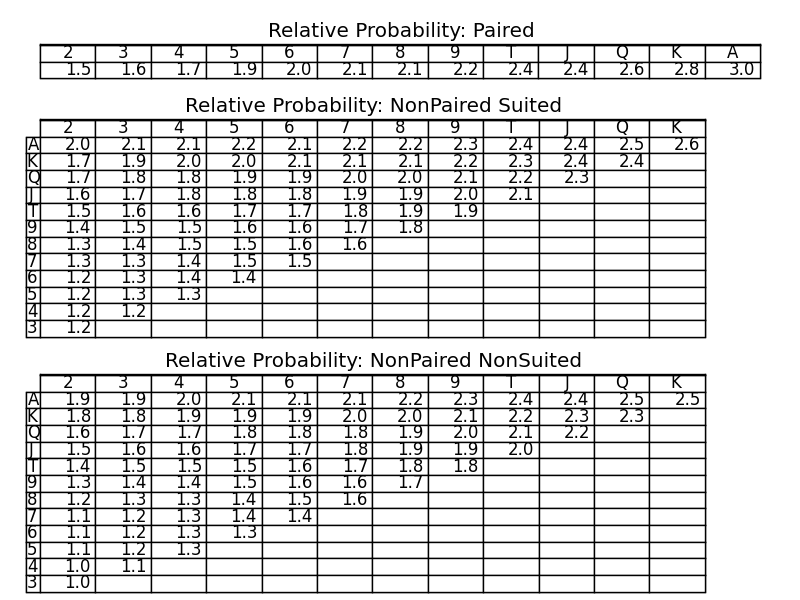 Relative Probability: Paired
2 3 4 5 6 7 8 9 T J Q K A
1.5 1.6 1.7 1.9 2.0 2.1 2.1 2.2 2.4 2.4 2.6 2.8 3.0
Relative Probability: NonPaired Suited
2 3 4 5 6 7 8 9 T J Q K
A 2.0 2.1 2.1 2.2 2.1 2.2 2.2 2.3 2.4 2.4 2.5 2.6
K 1.7 1.9 2.0 2.0 2.1 2.1 2.1 2.2 2.3 2.4 2.4
Q 1.7 1.8 1.8 1.9 1.9 2.0 2.0 2.1 2.2 2.3
J 1.6 1.7 1.8 1.8 1.8 1.9 1.9 2.0 2.1
T 1.5 1.6 1.6 1.7 1.7 1.8 1.9 1.9
9 1.4 1.5 1.5 1.6 1.6 1.7 1.8
8 1.3 1.4 1.5 1.5 1.6 1.6
7 1.3 1.3 1.4 1.5 1.5
6 1.2 1.3 1.4 1.4
5 1.2 1.3 1.3
4 1.2 1.2
3 1.2
Relative Probability: NonPaired NonSuited
2 3 4 5 6 7 8 9 T J Q K
A 1.9 1.9 2.0 2.1 2.1 2.1 2.2 2.3 2.4 2.4 2.5 2.5
K 1.8 1.8 1.9 1.9 1.9 2.0 2.0 2.1 2.2 2.3 2.3
Q 1.6 1.7 1.7 1.8 1.8 1.8 1.9 2.0 2.1 2.2
J 1.5 1.6 1.6 1.7 1.7 1.8 1.9 1.9 2.0
T 1.4 1.5 1.5 1.5 1.6 1.7 1.8 1.8
9 1.3 1.4 1.4 1.5 1.6 1.6 1.7
8 1.2 1.3 1.3 1.4 1.5 1.6
7 1.1 1.2 1.3 1.4 1.4
6 1.1 1.2 1.3 1.3
5 1.1 1.2 1.3
4 1.0 1.1
3 1.0